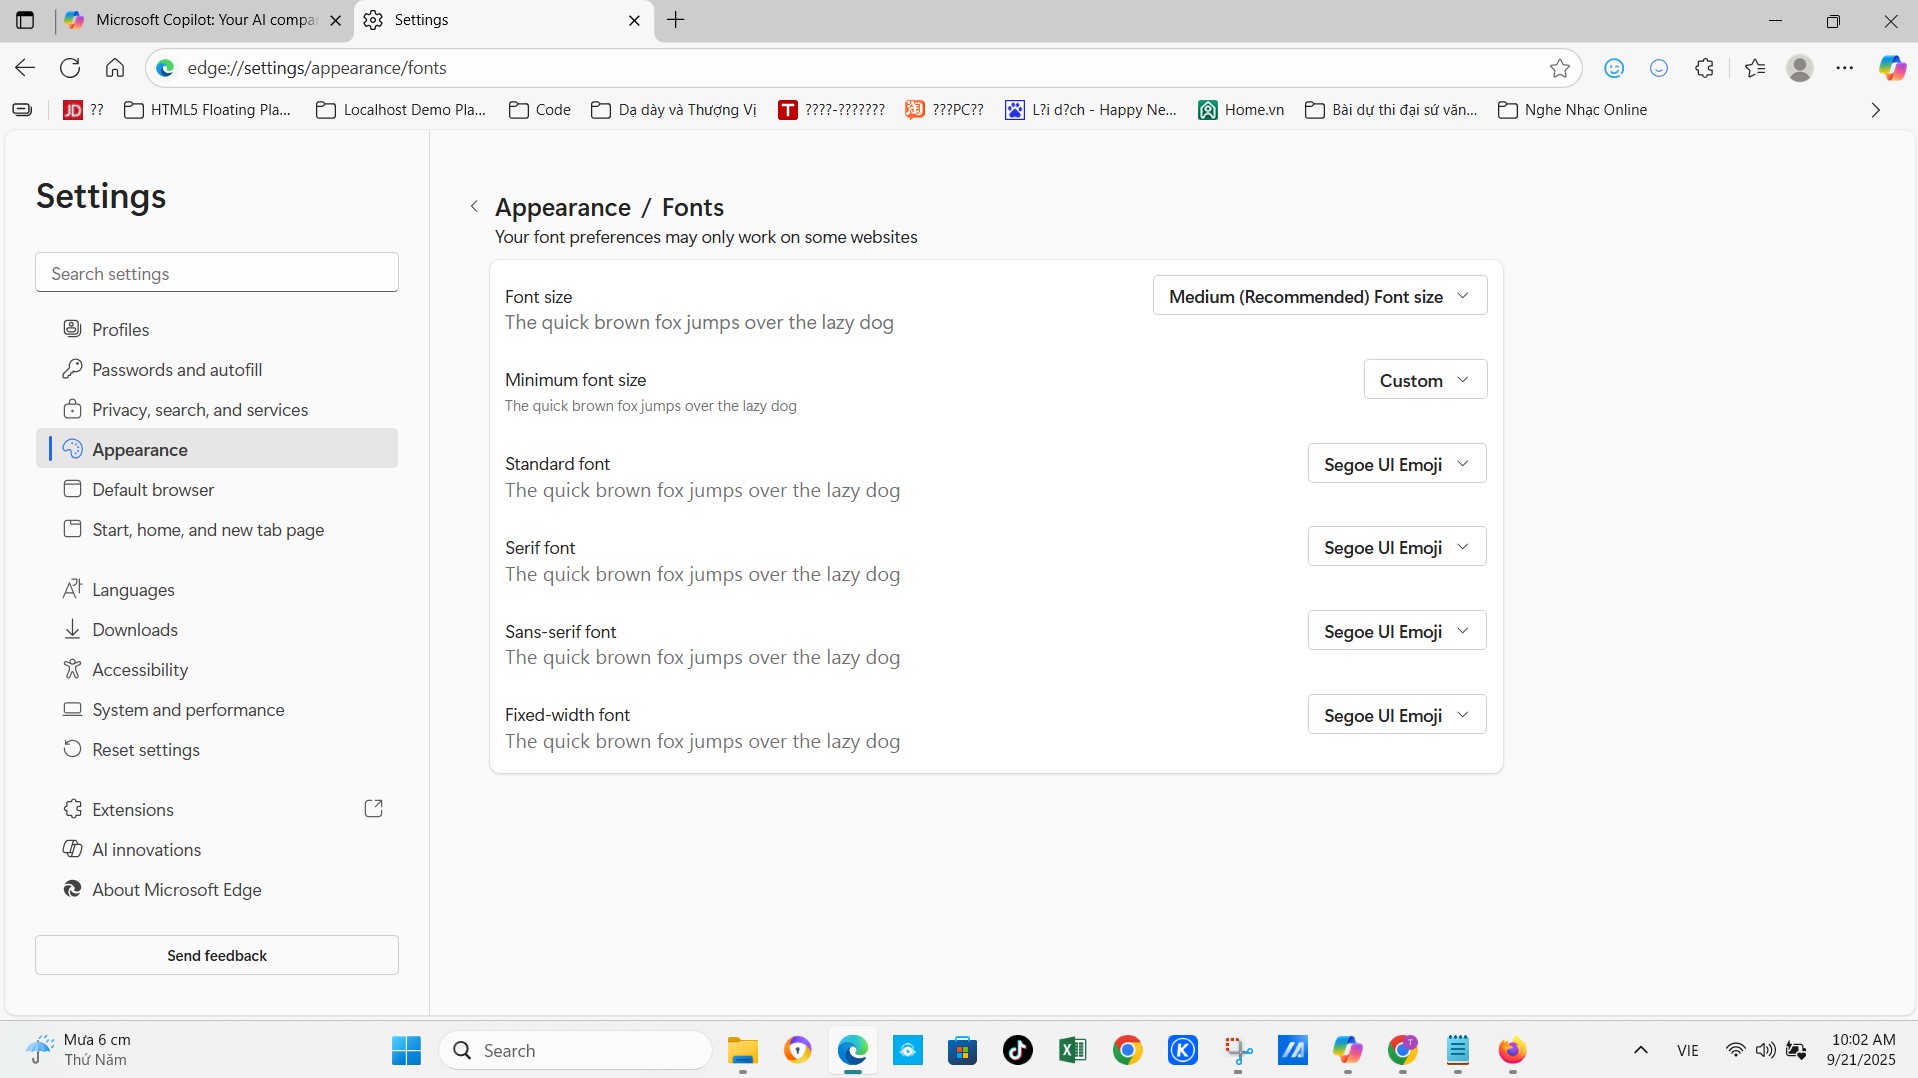 Microsoft Copilot: Your AI compa
Settings
edge://settings/appearance/fonts
JD ??
HTML5 Floating Pla...
Localhost Demo Pla...
Code
Dạ dày và Thượng Vị
T ????-???????
淘 ???PC??
L?i d?ch - Happy Ne...
Home.vn
Bài dự thi đại sứ văn...
Nghe Nhạc Online
Settings
Search settings
Profiles
Passwords and autofill
Privacy, search, and services
Appearance
Default browser
Start, home, and new tab page
Languages
Downloads
Accessibility
System and performance
Reset settings
Extensions
AI innovations
About Microsoft Edge
Send feedback
Appearance / Fonts
Your font preferences may only work on some websites
Font size
Medium (Recommended) Font size
The quick brown fox jumps over the lazy dog
Minimum font size
Custom
The quick brown fox jumps over the lazy dog
Standard font
Segoe UI Emoji
The quick brown fox jumps over the lazy dog
Serif font
Segoe UI Emoji
The quick brown fox jumps over the lazy dog
Sans-serif font
Segoe UI Emoji
The quick brown fox jumps over the lazy dog
Fixed-width font
Segoe UI Emoji
The quick brown fox jumps over the lazy dog
Mưa 6 cm
Thứ Năm
Search
VIE
10:02 AM
9/21/2025